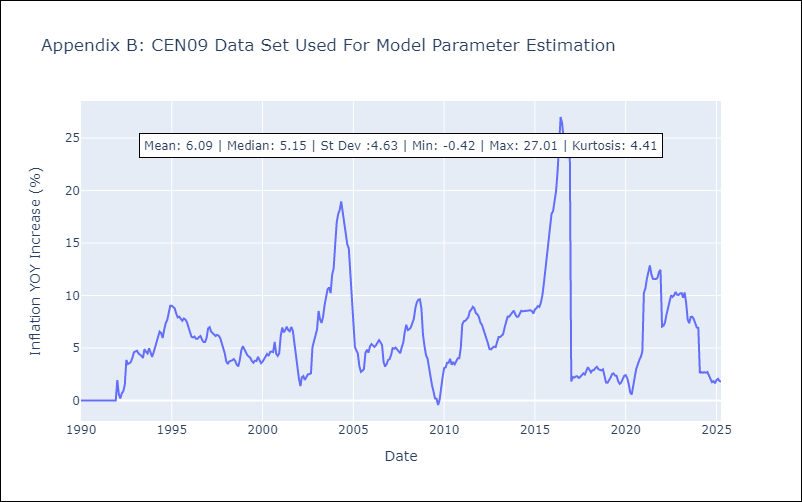 Appendix B: CEN09 Data Set Used For Model Parameter Estimation
Mean: 6.09 | Median: 5.15 | St Dev :4.63 | Min: -0.42 | Max: 27.01 | Kurtosis: 4.41
Inflation YOY Increase (%)
25
20
15
10
5
0
1990 1995 2000 2005 2010 2015 2020 2025
Date